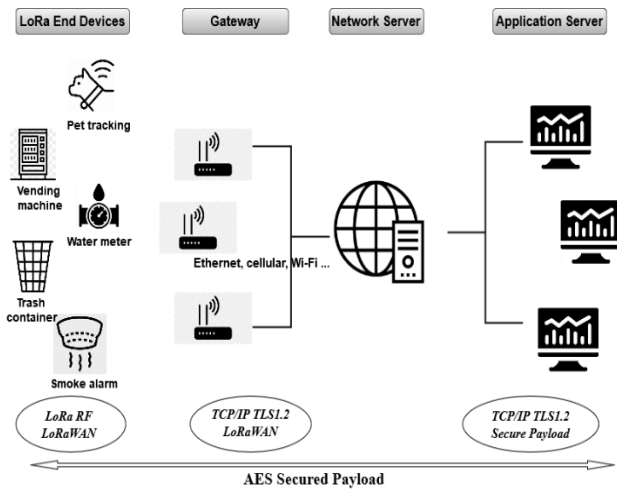 LoRa End Devices
Gateway
Network Server
Application Server
Pet tracking
Vending
machine
Water meter
Ethernet, cellular, Wi-Fi ...
Trash
container
Smoke alarm
LoRa RF
LoRaWAN
TCP/IP TLS1.2
LoRaWAN
TCP/IP TLS1.2
Secure Payload
AES Secured Payload